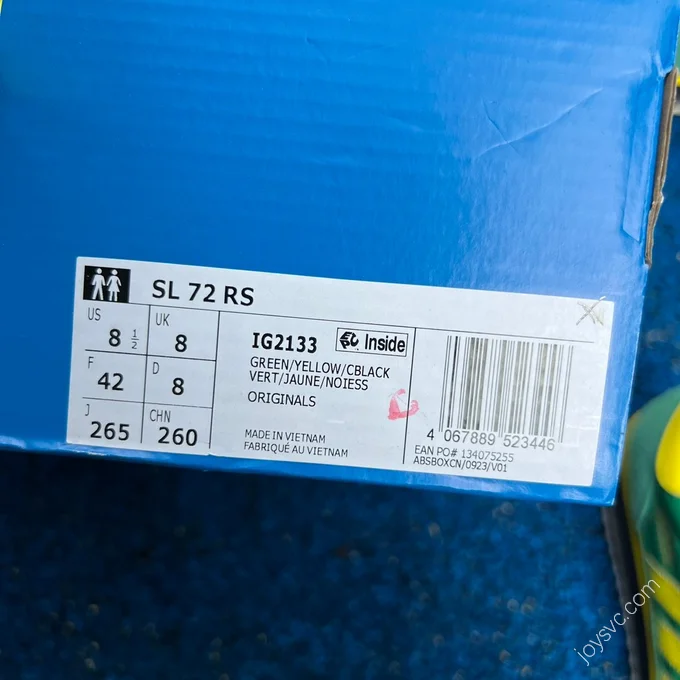 SL 72 RS
US
8 1/2
UK
8
F
42
D
8
J
265
CHN
260
IG2133
Inside
GREEN/YELLOW/CBLACK
VERT/JAUNE/NOIESS
ORIGINALS
MADE IN VIETNAM
FABRIQUÉ AU VIETNAM
4 067889 523446
EAN PO# 134075255
ABSBOXCN/0923/V01
joysvc.com